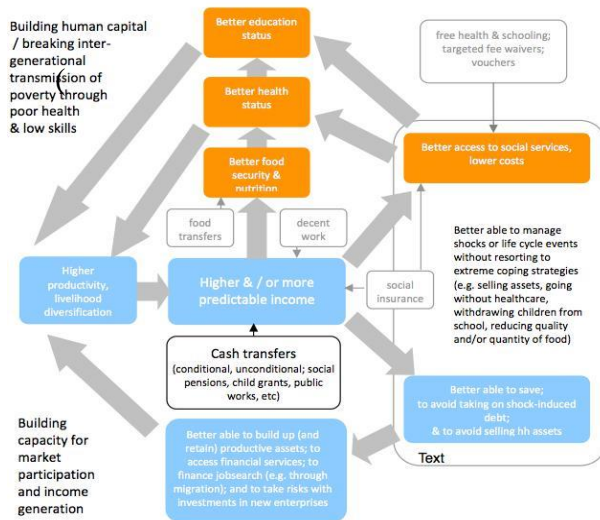 Building human capital
/ breaking inter-
generational
transmission of
poverty through
poor health
& low skills
(
Better education
status
Better health
status
Better food
security &
nutrition
free health & schooling;
targeted fee waivers;
vouchers
Better access to social services,
lower costs
food
transfers
decent
work
Higher
productivity,
livelihood
diversification
Higher & / or more
predictable income
social
insurance
Better able to manage
shocks or life cycle events
without resorting to
extreme coping strategies
(e.g. selling assets, going
without healthcare,
withdrawing children from
school, reducing quality
and/or quantity of food)
Cash transfers
(conditional, unconditional; social
pensions, child grants, public
works, etc)
Better able to save;
to avoid taking on shock-induced
debt;
& to avoid selling hh assets
Text
Building
capacity for
market
participation
and income
generation
Better able to build up (and
retain) productive assets; to
access financial services; to
finance jobsearch (e.g. through
migration); and to take risks with
investments in new enterprises